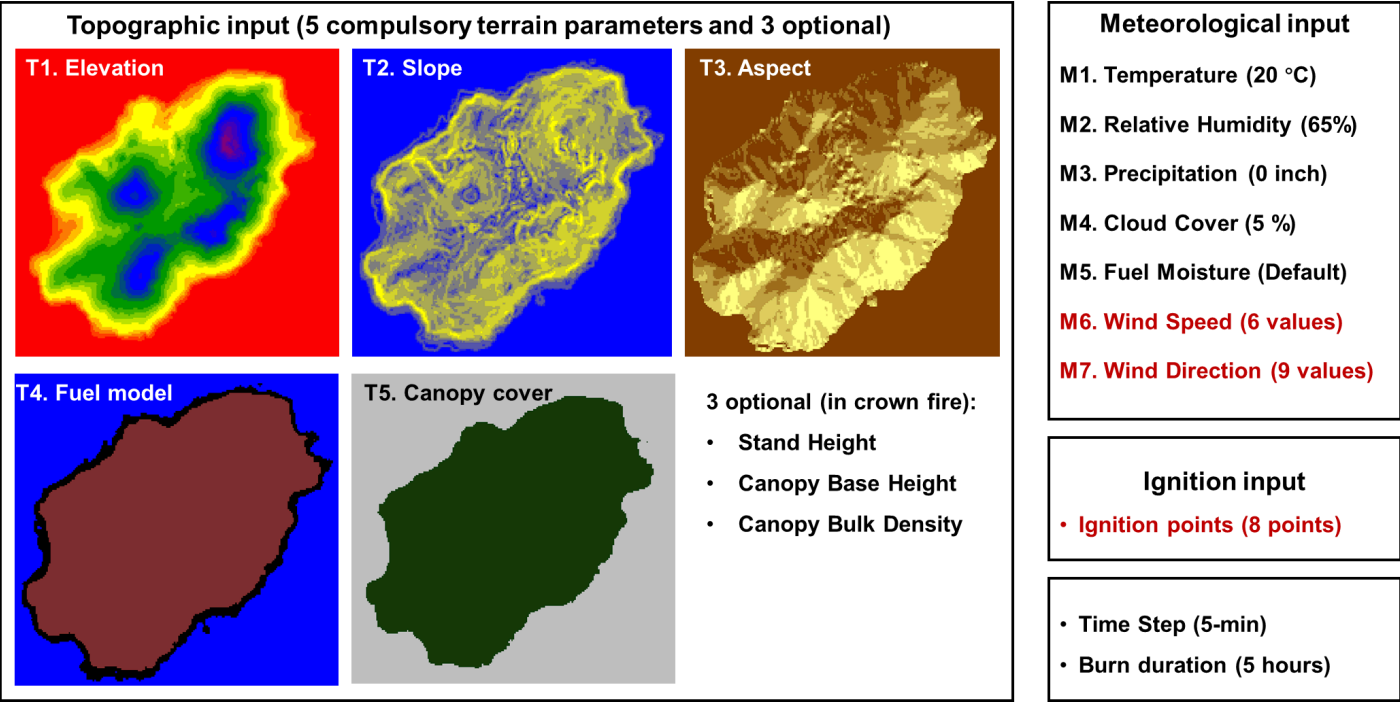 Topographic input (5 compulsory terrain parameters and 3 optional)
T1. Elevation
T2. Slope
T3. Aspect
T4. Fuel model
T5. Canopy cover
3 optional (in crown fire):
• Stand Height
• Canopy Base Height
• Canopy Bulk Density
Meteorological input
M1. Temperature (20 °C)
M2. Relative Humidity (65%)
M3. Precipitation (0 inch)
M4. Cloud Cover (5 %)
M5. Fuel Moisture (Default)
M6. Wind Speed (6 values)
M7. Wind Direction (9 values)
Ignition input
• Ignition points (8 points)
• Time Step (5-min)
• Burn duration (5 hours)